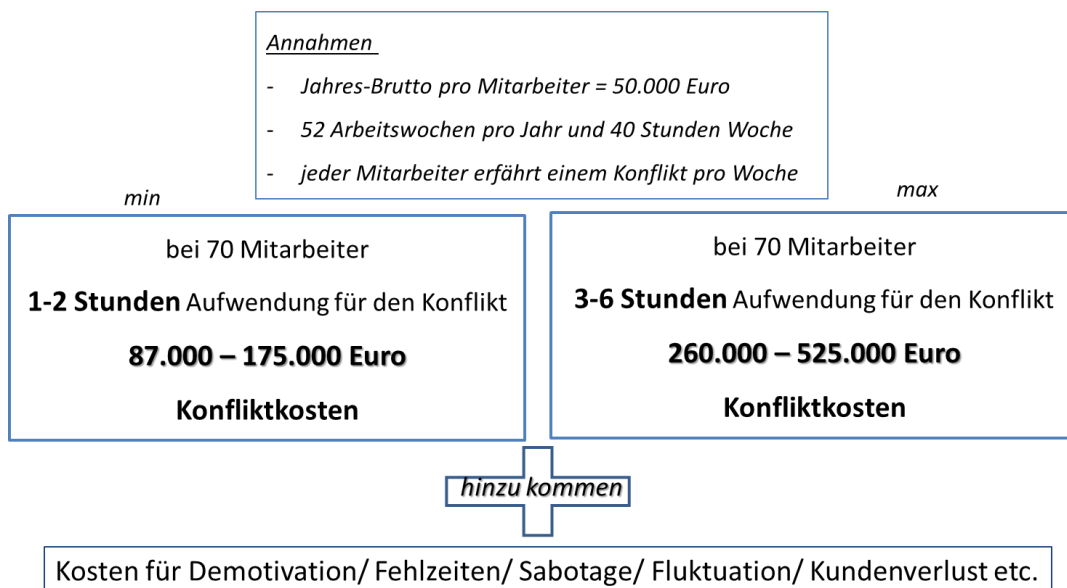 Annahmen
- Jahres-Brutto pro Mitarbeiter = 50.000 Euro
- 52 Arbeitswochen pro Jahr und 40 Stunden Woche
- jeder Mitarbeiter erfährt einem Konflikt pro Woche
min
max
bei 70 Mitarbeiter
1-2 Stunden Aufwendung für den Konflikt
87.000 – 175.000 Euro
Konfliktkosten
bei 70 Mitarbeiter
3-6 Stunden Aufwendung für den Konflikt
260.000 – 525.000 Euro
Konfliktkosten
hinzu kommen
Kosten für Demotivation/ Fehlzeiten/ Sabotage/ Fluktuation/ Kundenverlust etc.